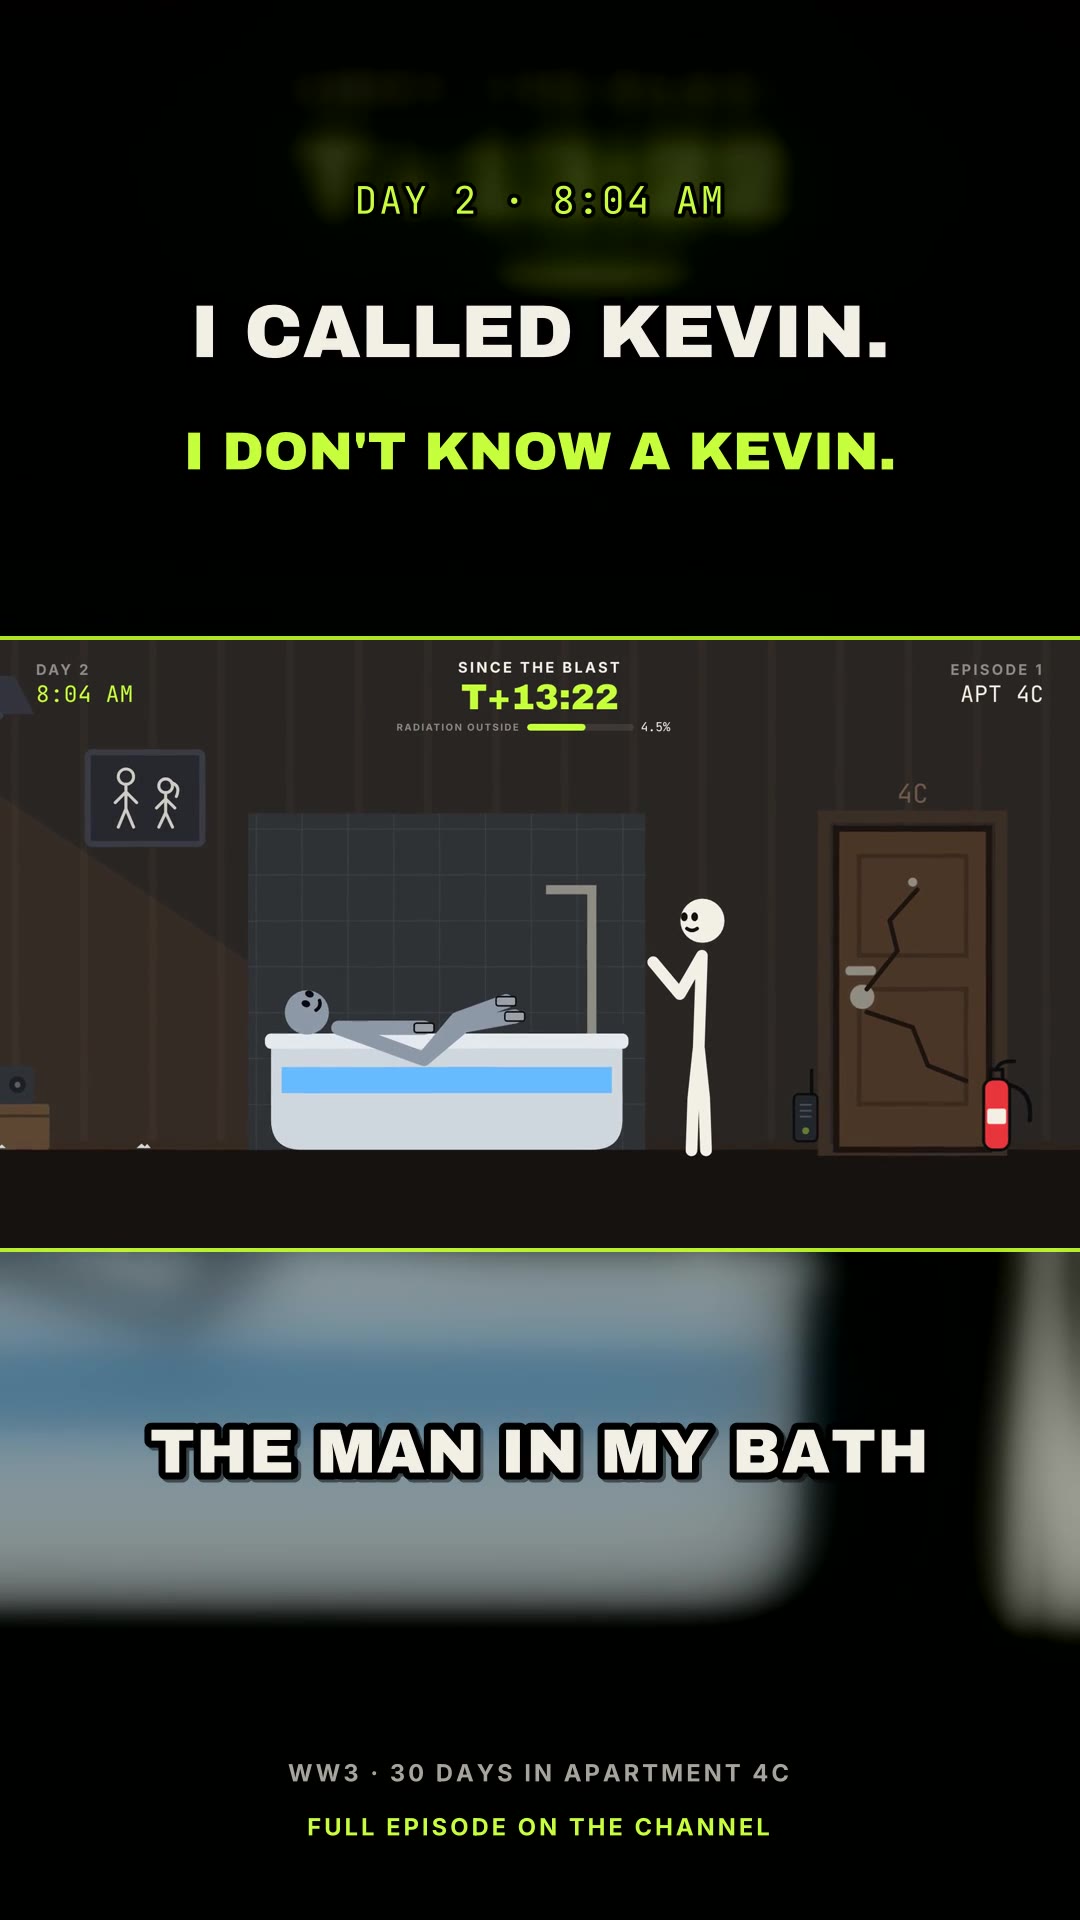 DAY 2 · 8:04 AM
I CALLED KEVIN.
I DON'T KNOW A KEVIN.
DAY 2
8:04 AM
SINCE THE BLAST
T+13:22
RADIATION OUTSIDE 4.5%
EPISODE 1
APT 4C
4C
THE MAN IN MY BATH
WW3 · 30 DAYS IN APARTMENT 4C
FULL EPISODE ON THE CHANNEL